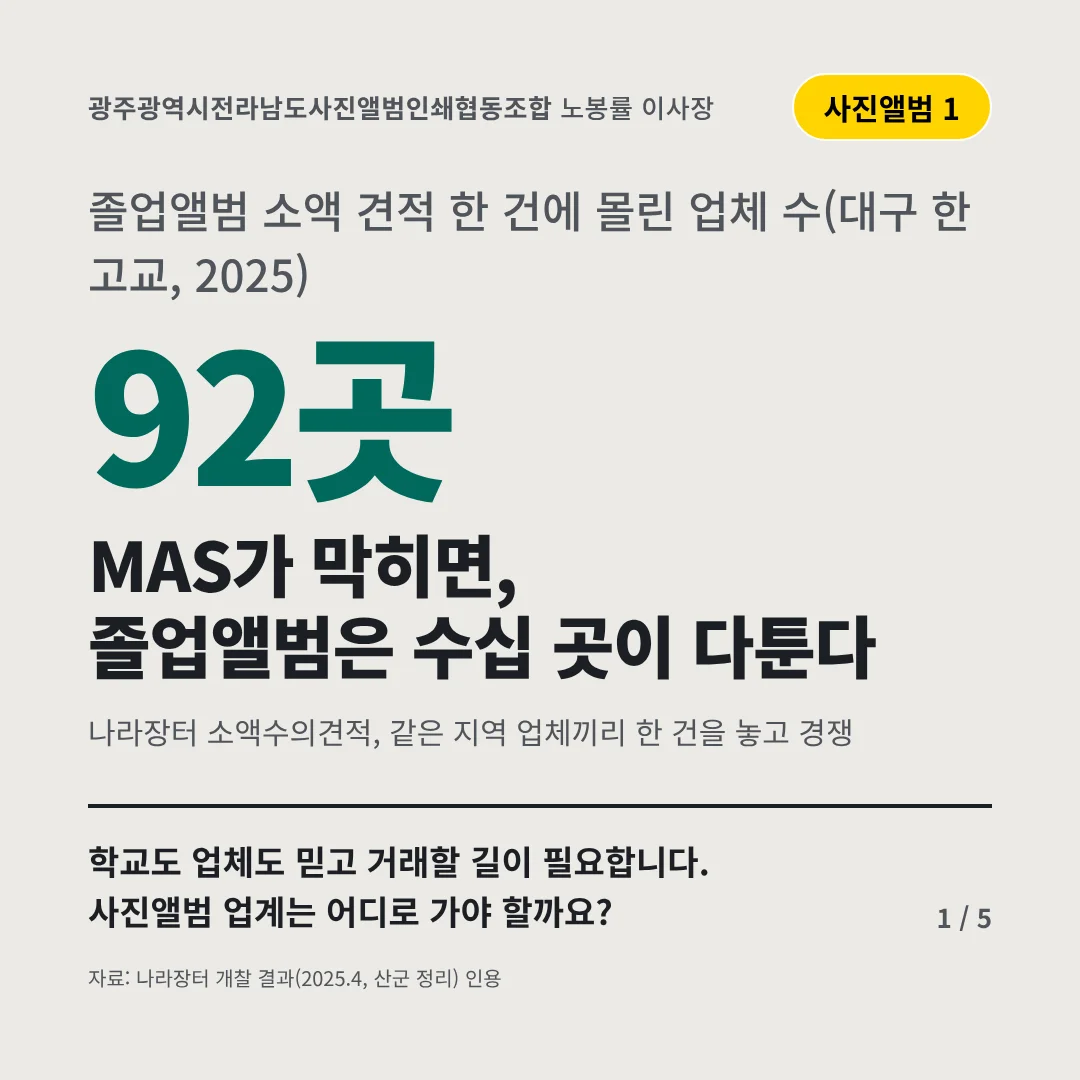 광주광역시전라남도사진앨범인쇄협동조합 노봉률 이사장
사진앨범 1
졸업앨범 소액 견적 한 건에 몰린 업체 수(대구 한
고교, 2025)
92곳
MAS가 막히면,
졸업앨범은 수십 곳이 다툰다
나라장터 소액수의견적, 같은 지역 업체끼리 한 건을 놓고 경쟁
학교도 업체도 믿고 거래할 길이 필요합니다.
사진앨범 업계는 어디로 가야 할까요?
1 / 5
자료: 나라장터 개찰 결과(2025.4, 산군 정리) 인용